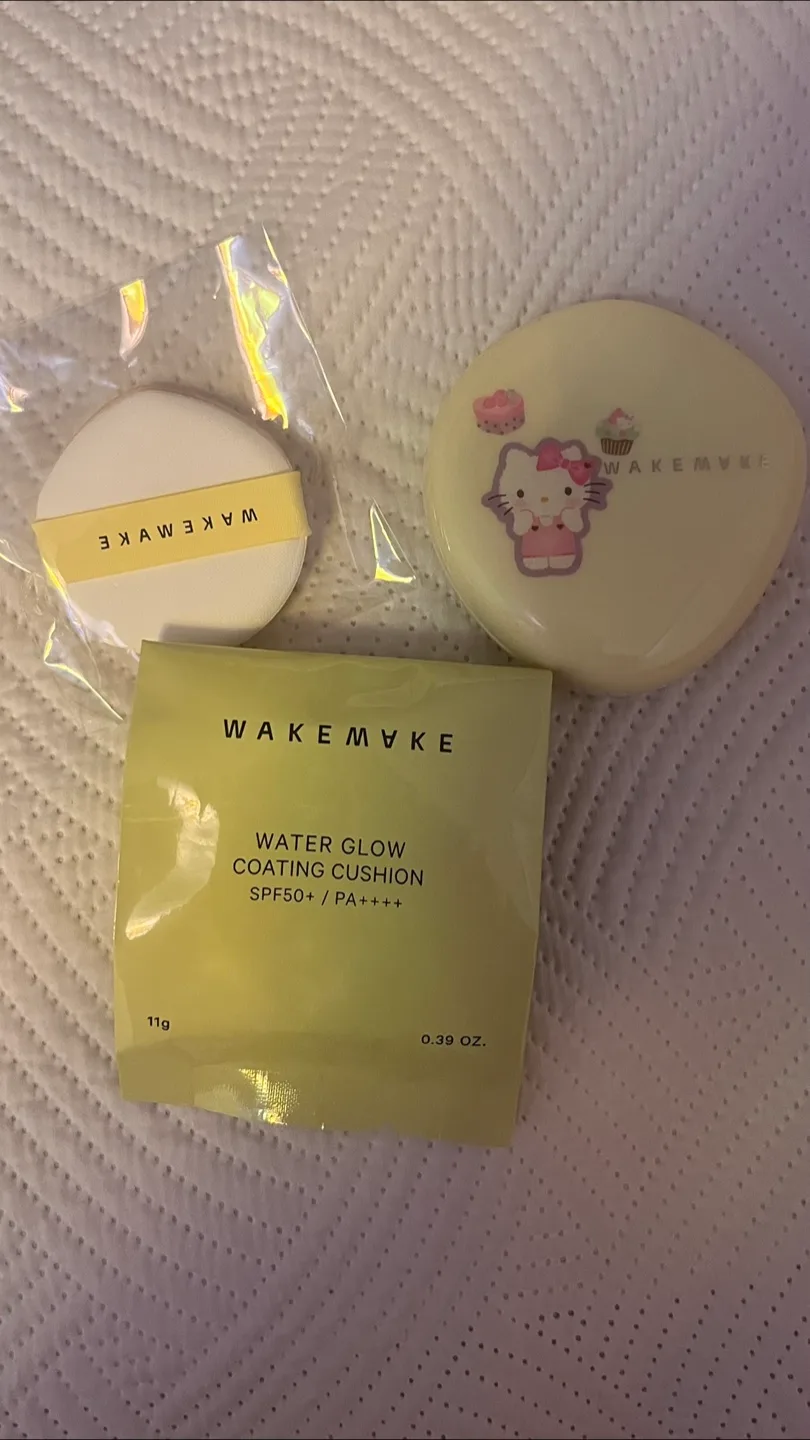 WAKEMAKE
WAKEMAKE
WAKEMAKE
WATER GLOW
COATING CUSHION
SPF50+ / PA++++
11g
0.39 OZ.